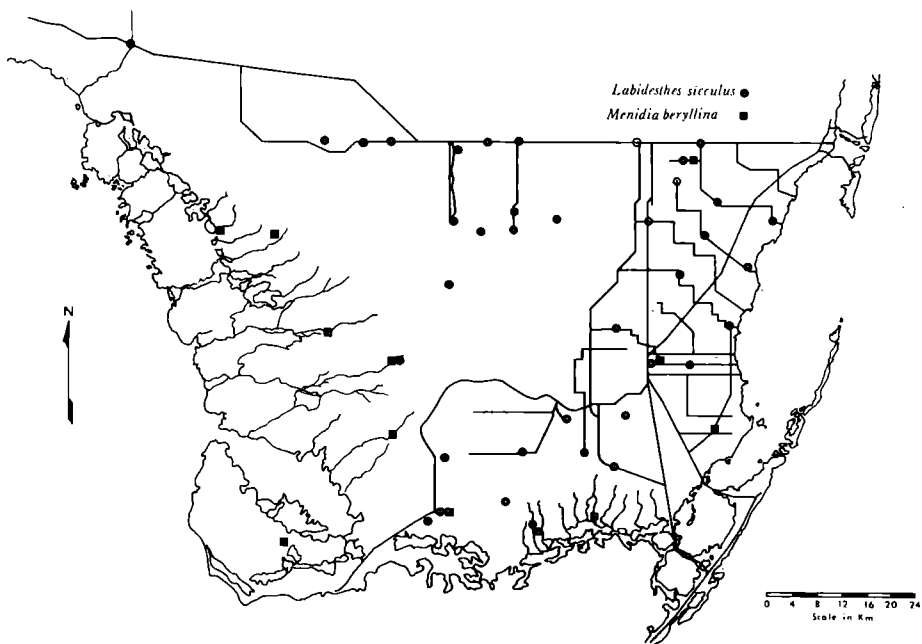 Labidesthes sicculus ●
Menidia beryllina ■
N
0 4 8 12 16 20 24
Scale in Km